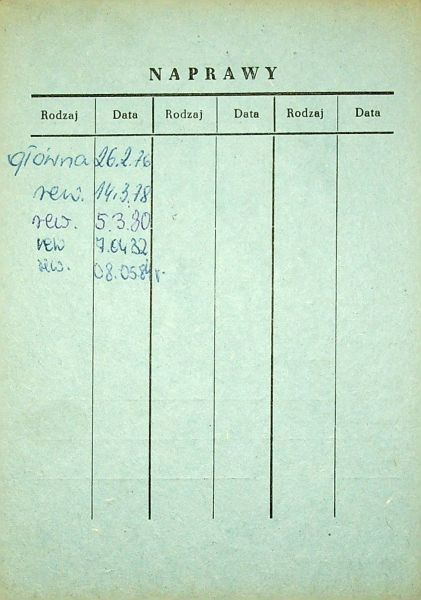 NAPRAWY
Rodzaj Data Rodzaj Data Rodzaj Data
główna 26.2.76
rew. 14.3.78
rew. 5.3.80
rew 7.04 82
rew. 08.05.84 r.